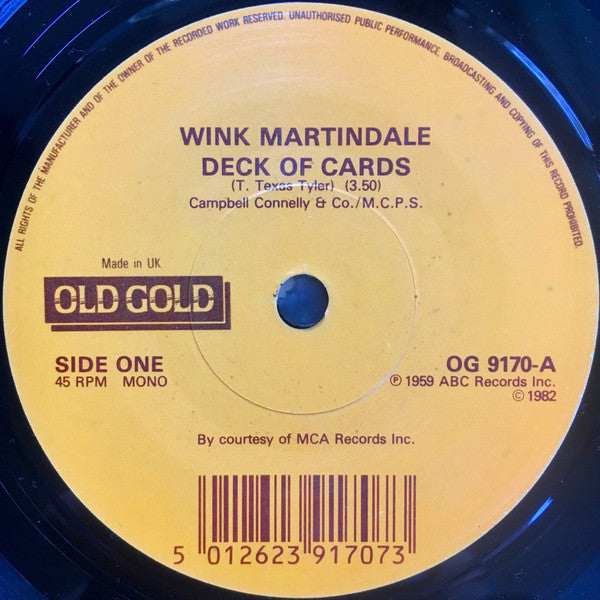 ALL RIGHTS OF THE MANUFACTURER AND OF THE OWNER OF THE RECORDED WORK RESERVED. UNAUTHORISED PUBLIC PERFORMANCE, BROADCASTING AND COPYING OF THIS RECORD PROHIBITED.
WINK MARTINDALE
DECK OF CARDS
(T. Texas Tyler) (3.50)
Campbell Connelly & Co./M.C.P.S.
Made in UK
OLD GOLD
SIDE ONE
45 RPM MONO
OG 9170-A
℗ 1959 ABC Records Inc.
© 1982
By courtesy of MCA Records Inc.
5 012623 917073